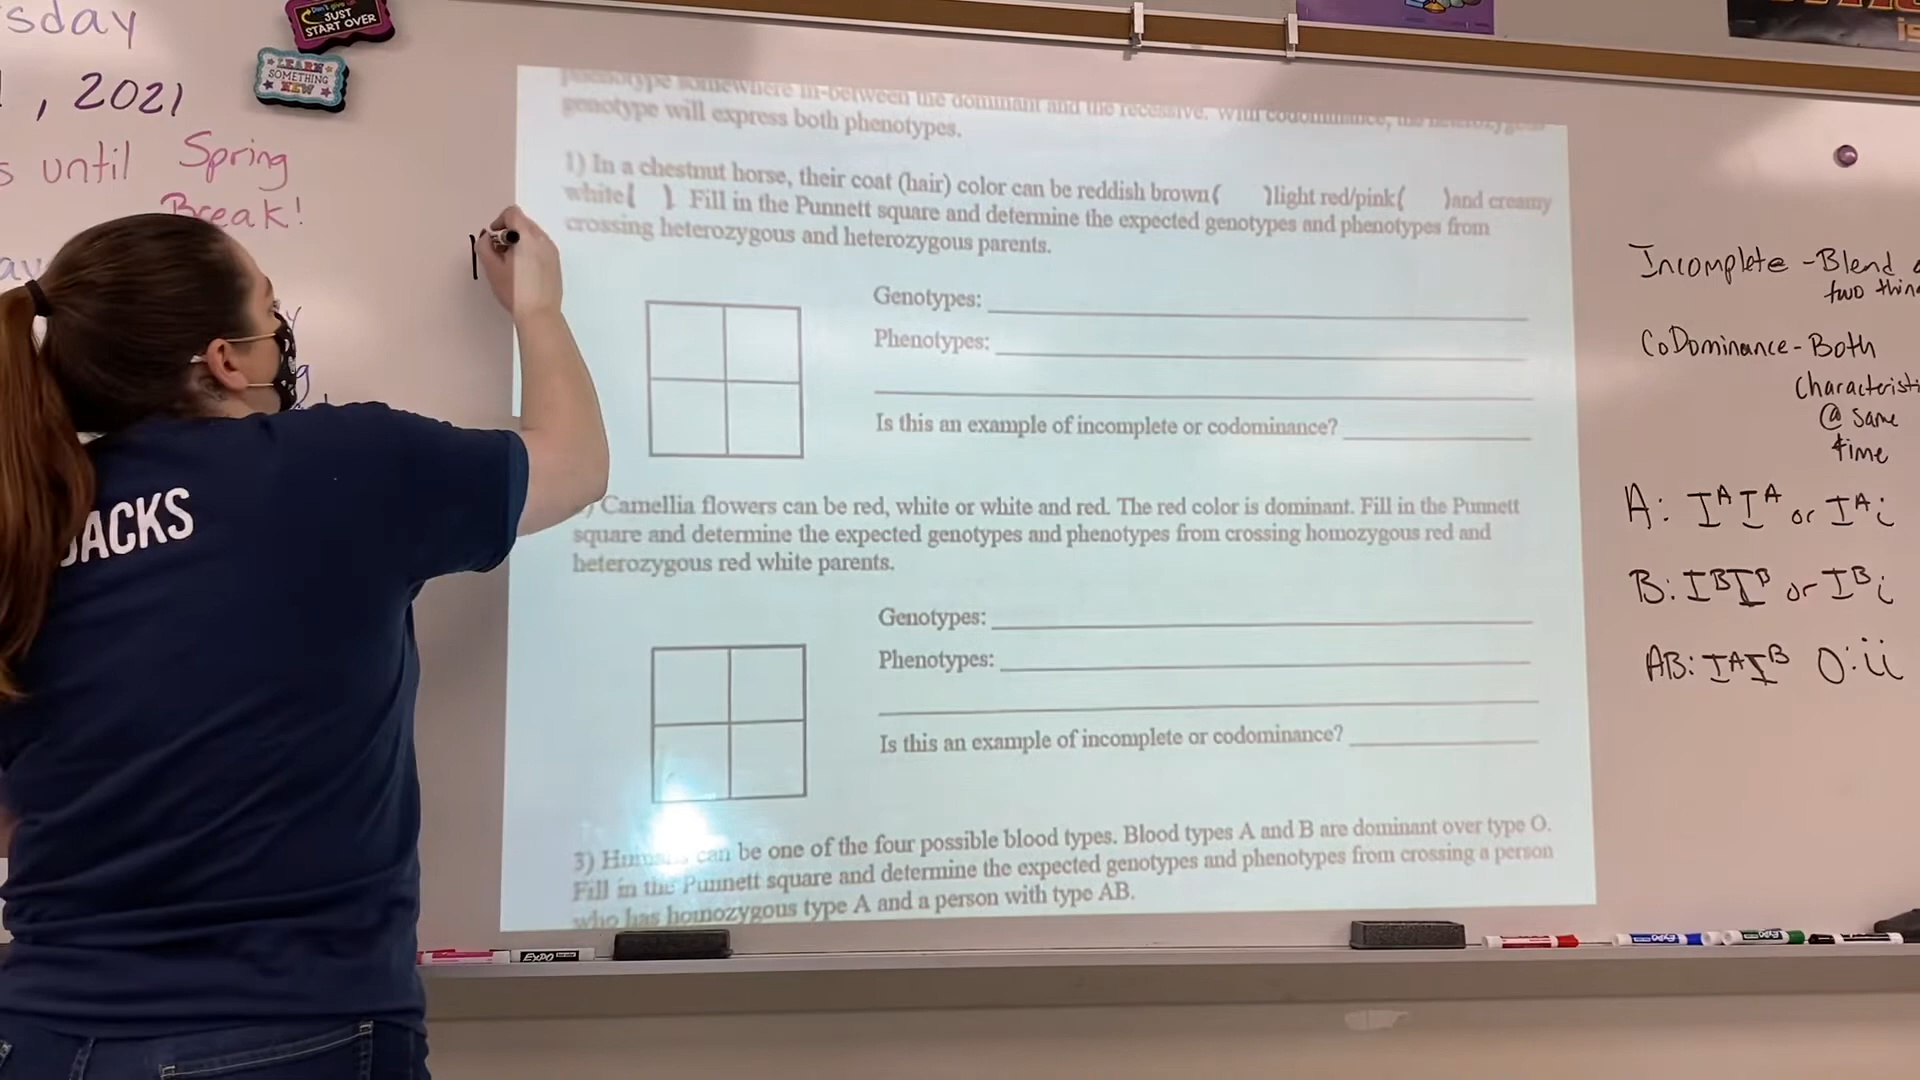 sday
, 2021
s until Spring
Break!
Don't give up
JUST
START OVER
LEARN
SOMETHING
NEW
JACKS
phenotype somewhere in-between the dominant and the recessive. With codominance, the heterozygous
genotype will express both phenotypes.
1) In a chestnut horse, their coat (hair) color can be reddish brown( )light red/pink( )and creamy
white( ). Fill in the Punnett square and determine the expected genotypes and phenotypes from
crossing heterozygous and heterozygous parents.
Genotypes:
Phenotypes:
Is this an example of incomplete or codominance?
) Camellia flowers can be red, white or white and red. The red color is dominant. Fill in the Punnett
square and determine the expected genotypes and phenotypes from crossing homozygous red and
heterozygous red white parents.
Genotypes:
Phenotypes:
Is this an example of incomplete or codominance?
3) Humans can be one of the four possible blood types. Blood types A and B are dominant over type O.
Fill in the Punnett square and determine the expected genotypes and phenotypes from crossing a person
who has homozygous type A and a person with type AB.
Incomplete - Blend
two thin
CoDominance - Both
Characteristi
@ same
time
A: IᴬIᴬ or Iᴬi
B: IᴮIᴮ or Iᴮi
AB: IᴬIᴮ O: ii
EXPO